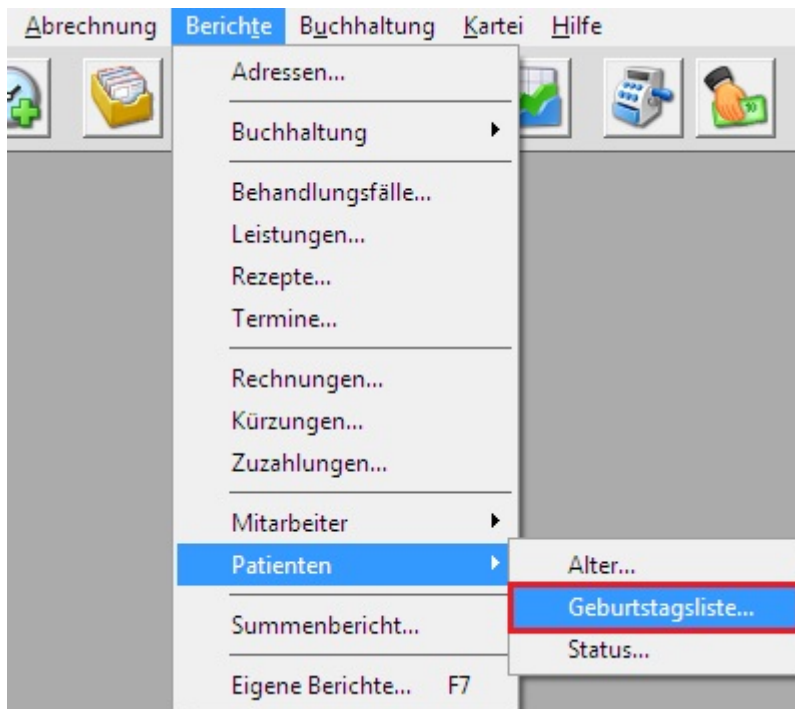 Abrechnung Berichte Buchhaltung Kartei Hilfe
Adressen...
Buchhaltung
Behandlungsfälle...
Leistungen...
Rezepte...
Termine...
Rechnungen...
Kürzungen...
Zuzahlungen...
Mitarbeiter
Patienten
Alter...
Geburtstagsliste...
Status...
Summenbericht...
Eigene Berichte... F7